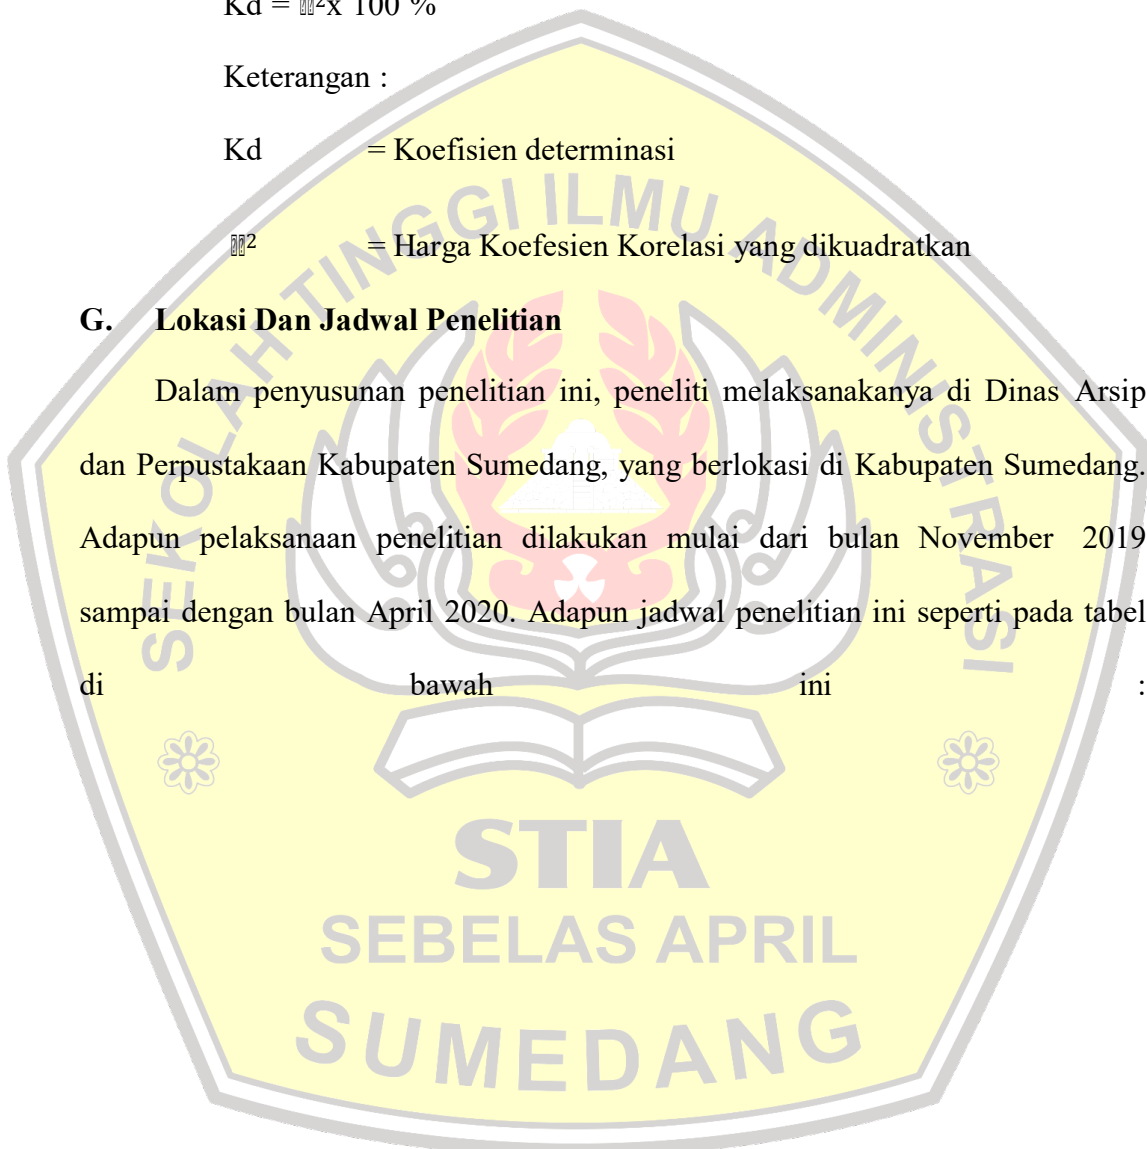 Kd = ²x 100 %
Keterangan :
Kd = Koefisien determinasi
² = Harga Koefesien Korelasi yang dikuadratkan
G. Lokasi Dan Jadwal Penelitian
Dalam penyusunan penelitian ini, peneliti melaksanakanya di Dinas Arsip
dan Perpustakaan Kabupaten Sumedang, yang berlokasi di Kabupaten Sumedang.
Adapun pelaksanaan penelitian dilakukan mulai dari bulan November 2019
sampai dengan bulan April 2020. Adapun jadwal penelitian ini seperti pada tabel
di bawah ini :
SEKOLAH TINGGI ILMU ADMINISTRASI
STIA
SEBELAS APRIL
SUMEDANG